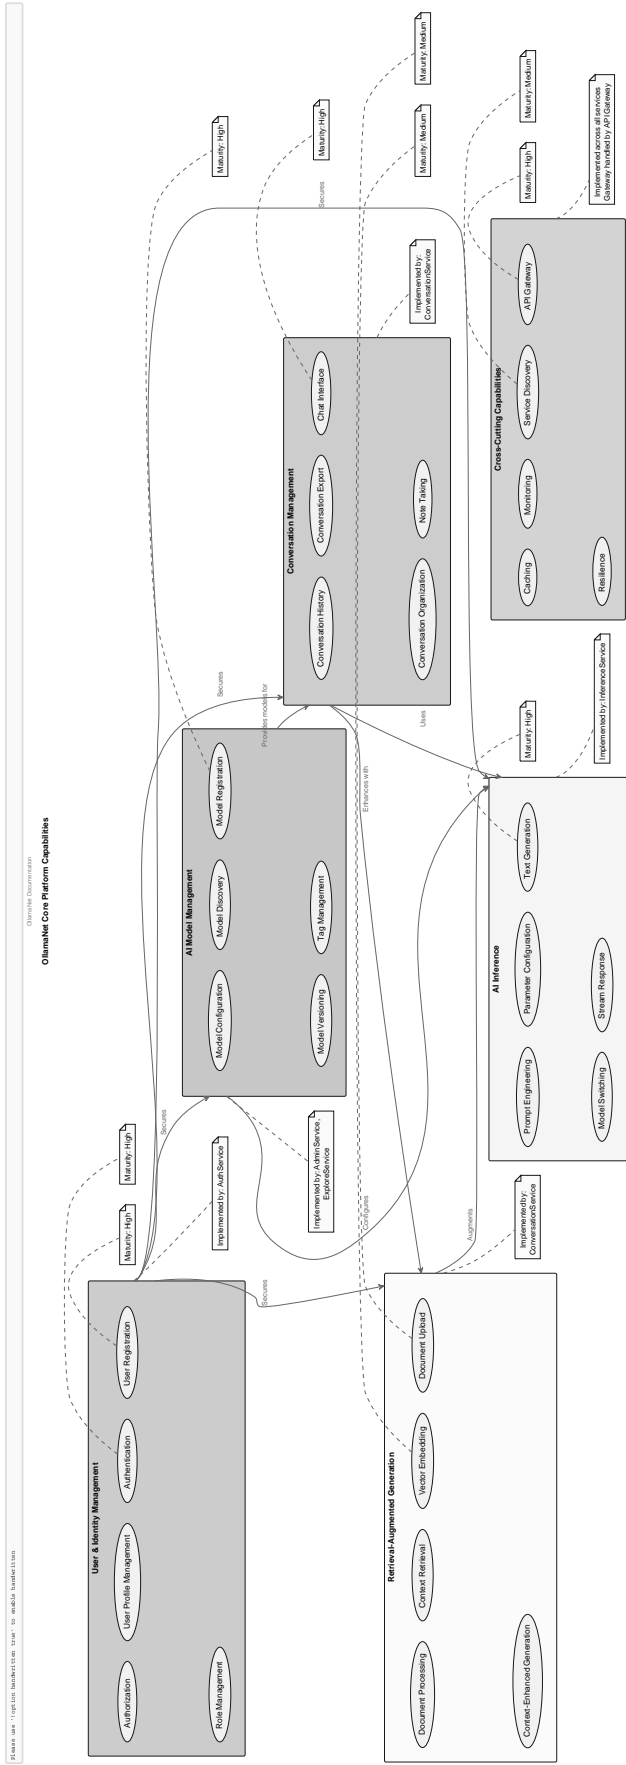 Please use '!option handwritten true' to enable handwritten
OllamaNet Documentation
OllamaNet Core Platform Capabilities
User & Identity Management
Authorization
User Profile Management
Authentication
User Registration
Role Management
Maturity: High
Maturity: High
Implemented by: AuthService
AI Model Management
Model Configuration
Model Discovery
Model Registration
Model Versioning
Tag Management
Maturity: High
Implemented by: AdminService,
ExploreService
Conversation Management
Conversation History
Conversation Export
Chat Interface
Conversation Organization
Note Taking
Maturity: High
Implemented by:
ConversationService
Retrieval-Augmented Generation
Document Processing
Context Retrieval
Vector Embedding
Document Upload
Context-Enhanced Generation
Maturity: Medium
Maturity: Medium
Implemented by:
ConversationService
AI Inference
Prompt Engineering
Parameter Configuration
Text Generation
Model Switching
Stream Response
Maturity: High
Implemented by: InferenceService
Cross-Cutting Capabilities
Caching
Monitoring
Service Discovery
API Gateway
Resilience
Maturity: High
Maturity: Medium
Implemented across all services
Gateway handled by API Gateway
Secures
Secures
Secures
Secures
Provides models for
Configures
Enhances with
Uses
Augments